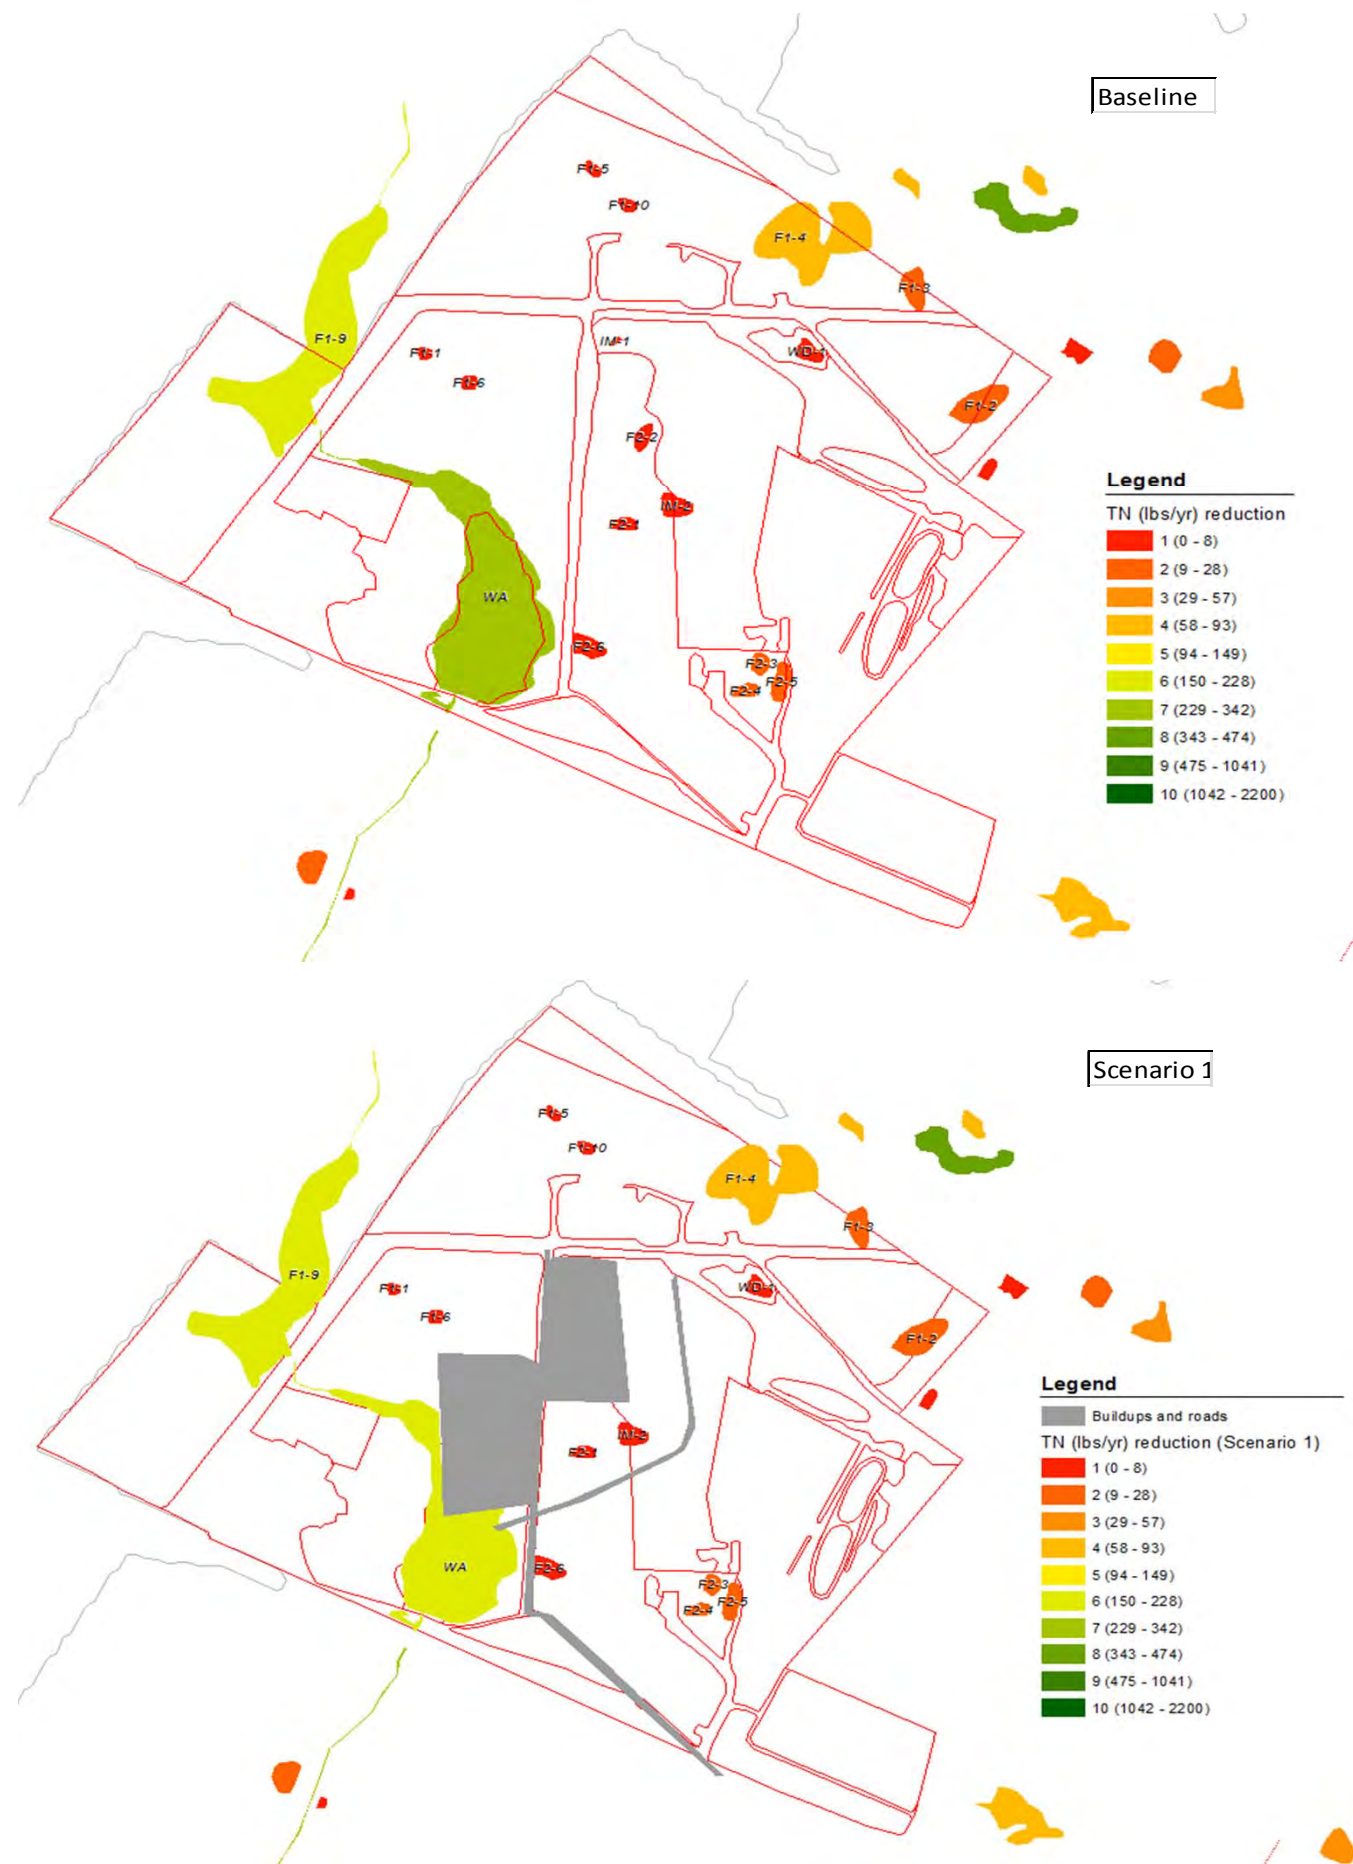 Baseline
F1-5
F1-10
F1-4
F1-3
F1-9
IM-1
F1-1
WD-1
F1-6
F1-2
F2-2
IM-2
F2-1
WA
F2-6
F2-3
F2-5
F2-4
Legend
TN (lbs/yr) reduction
1 (0 - 8)
2 (9 - 28)
3 (29 - 57)
4 (58 - 93)
5 (94 - 149)
6 (150 - 228)
7 (229 - 342)
8 (343 - 474)
9 (475 - 1041)
10 (1042 - 2200)
Scenario 1
F1-5
F1-10
F1-4
F1-3
F1-9
F1-1
WD-1
F1-6
F1-2
IM-2
F2-1
WA
F2-6
F2-3
F2-5
F2-4
Legend
Buildups and roads
TN (lbs/yr) reduction (Scenario 1)
1 (0 - 8)
2 (9 - 28)
3 (29 - 57)
4 (58 - 93)
5 (94 - 149)
6 (150 - 228)
7 (229 - 342)
8 (343 - 474)
9 (475 - 1041)
10 (1042 - 2200)